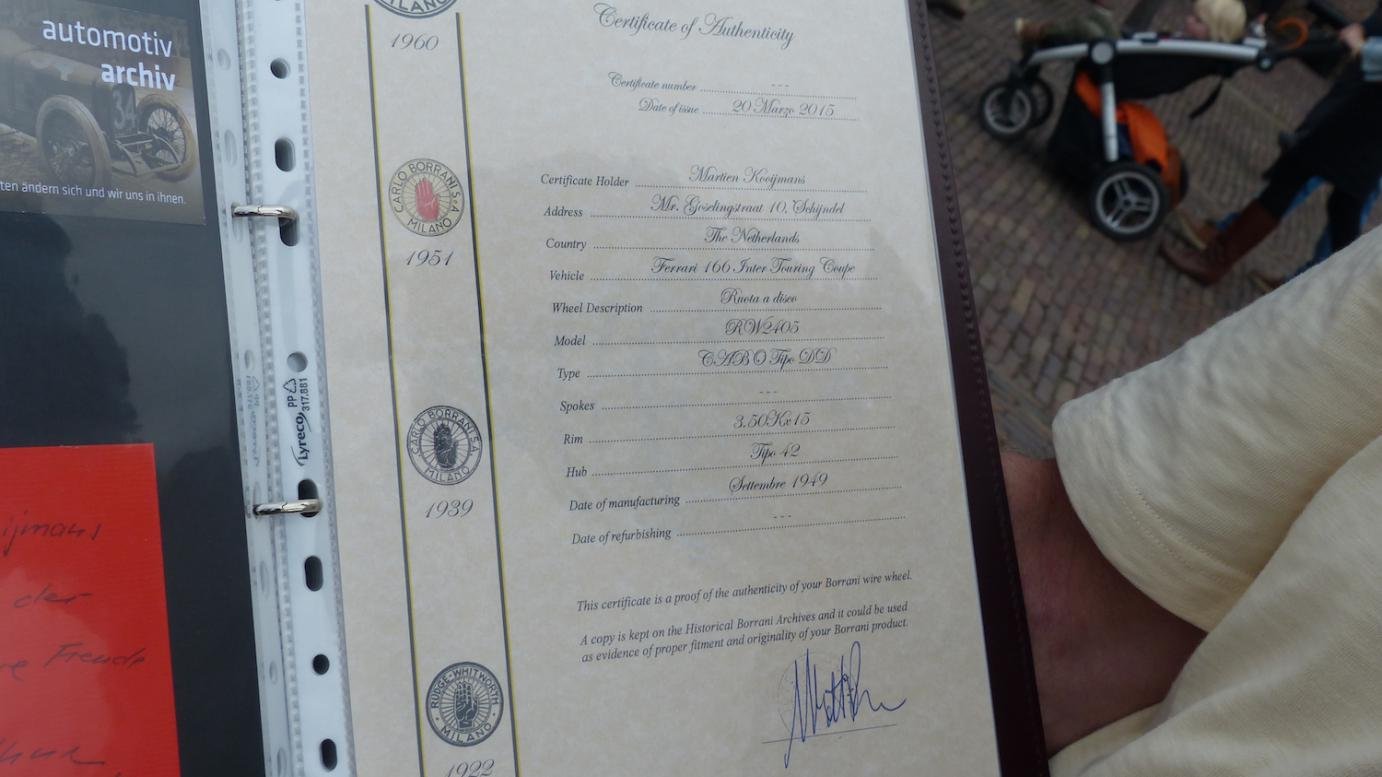 automotiv
archiv
ten ändern sich und wir uns in ihnen.
ijmans
der-
Freude
PP
Lyreco 317.881
MILANO
1960
CARLO BORRANI S.A
MILANO
1951
CARLO BORRANI S.A
MILANO
1939
RUDGE-WHITWORTH
MILANO
1922
Certificate of Authenticity
Certificate number ---
Date of issue 20 Marzo 2015
Certificate Holder Martien Kooijmans
Address Mr. Goselingstraat 10, Schijndel
Country The Netherlands
Vehicle Ferrari 166 Inter Touring Coupe
Wheel Description Ruota a disco
Model RW2405
Type CABO Tipo DD
Spokes ---
Rim 3.50Kx15
Hub Tipo 42
Date of manufacturing Settembre 1949
Date of refurbishing ---
This certificate is a proof of the authenticity of your Borrani wire wheel.
A copy is kept on the Historical Borrani Archives and it could be used
as evidence of proper fitment and originality of your Borrani product.